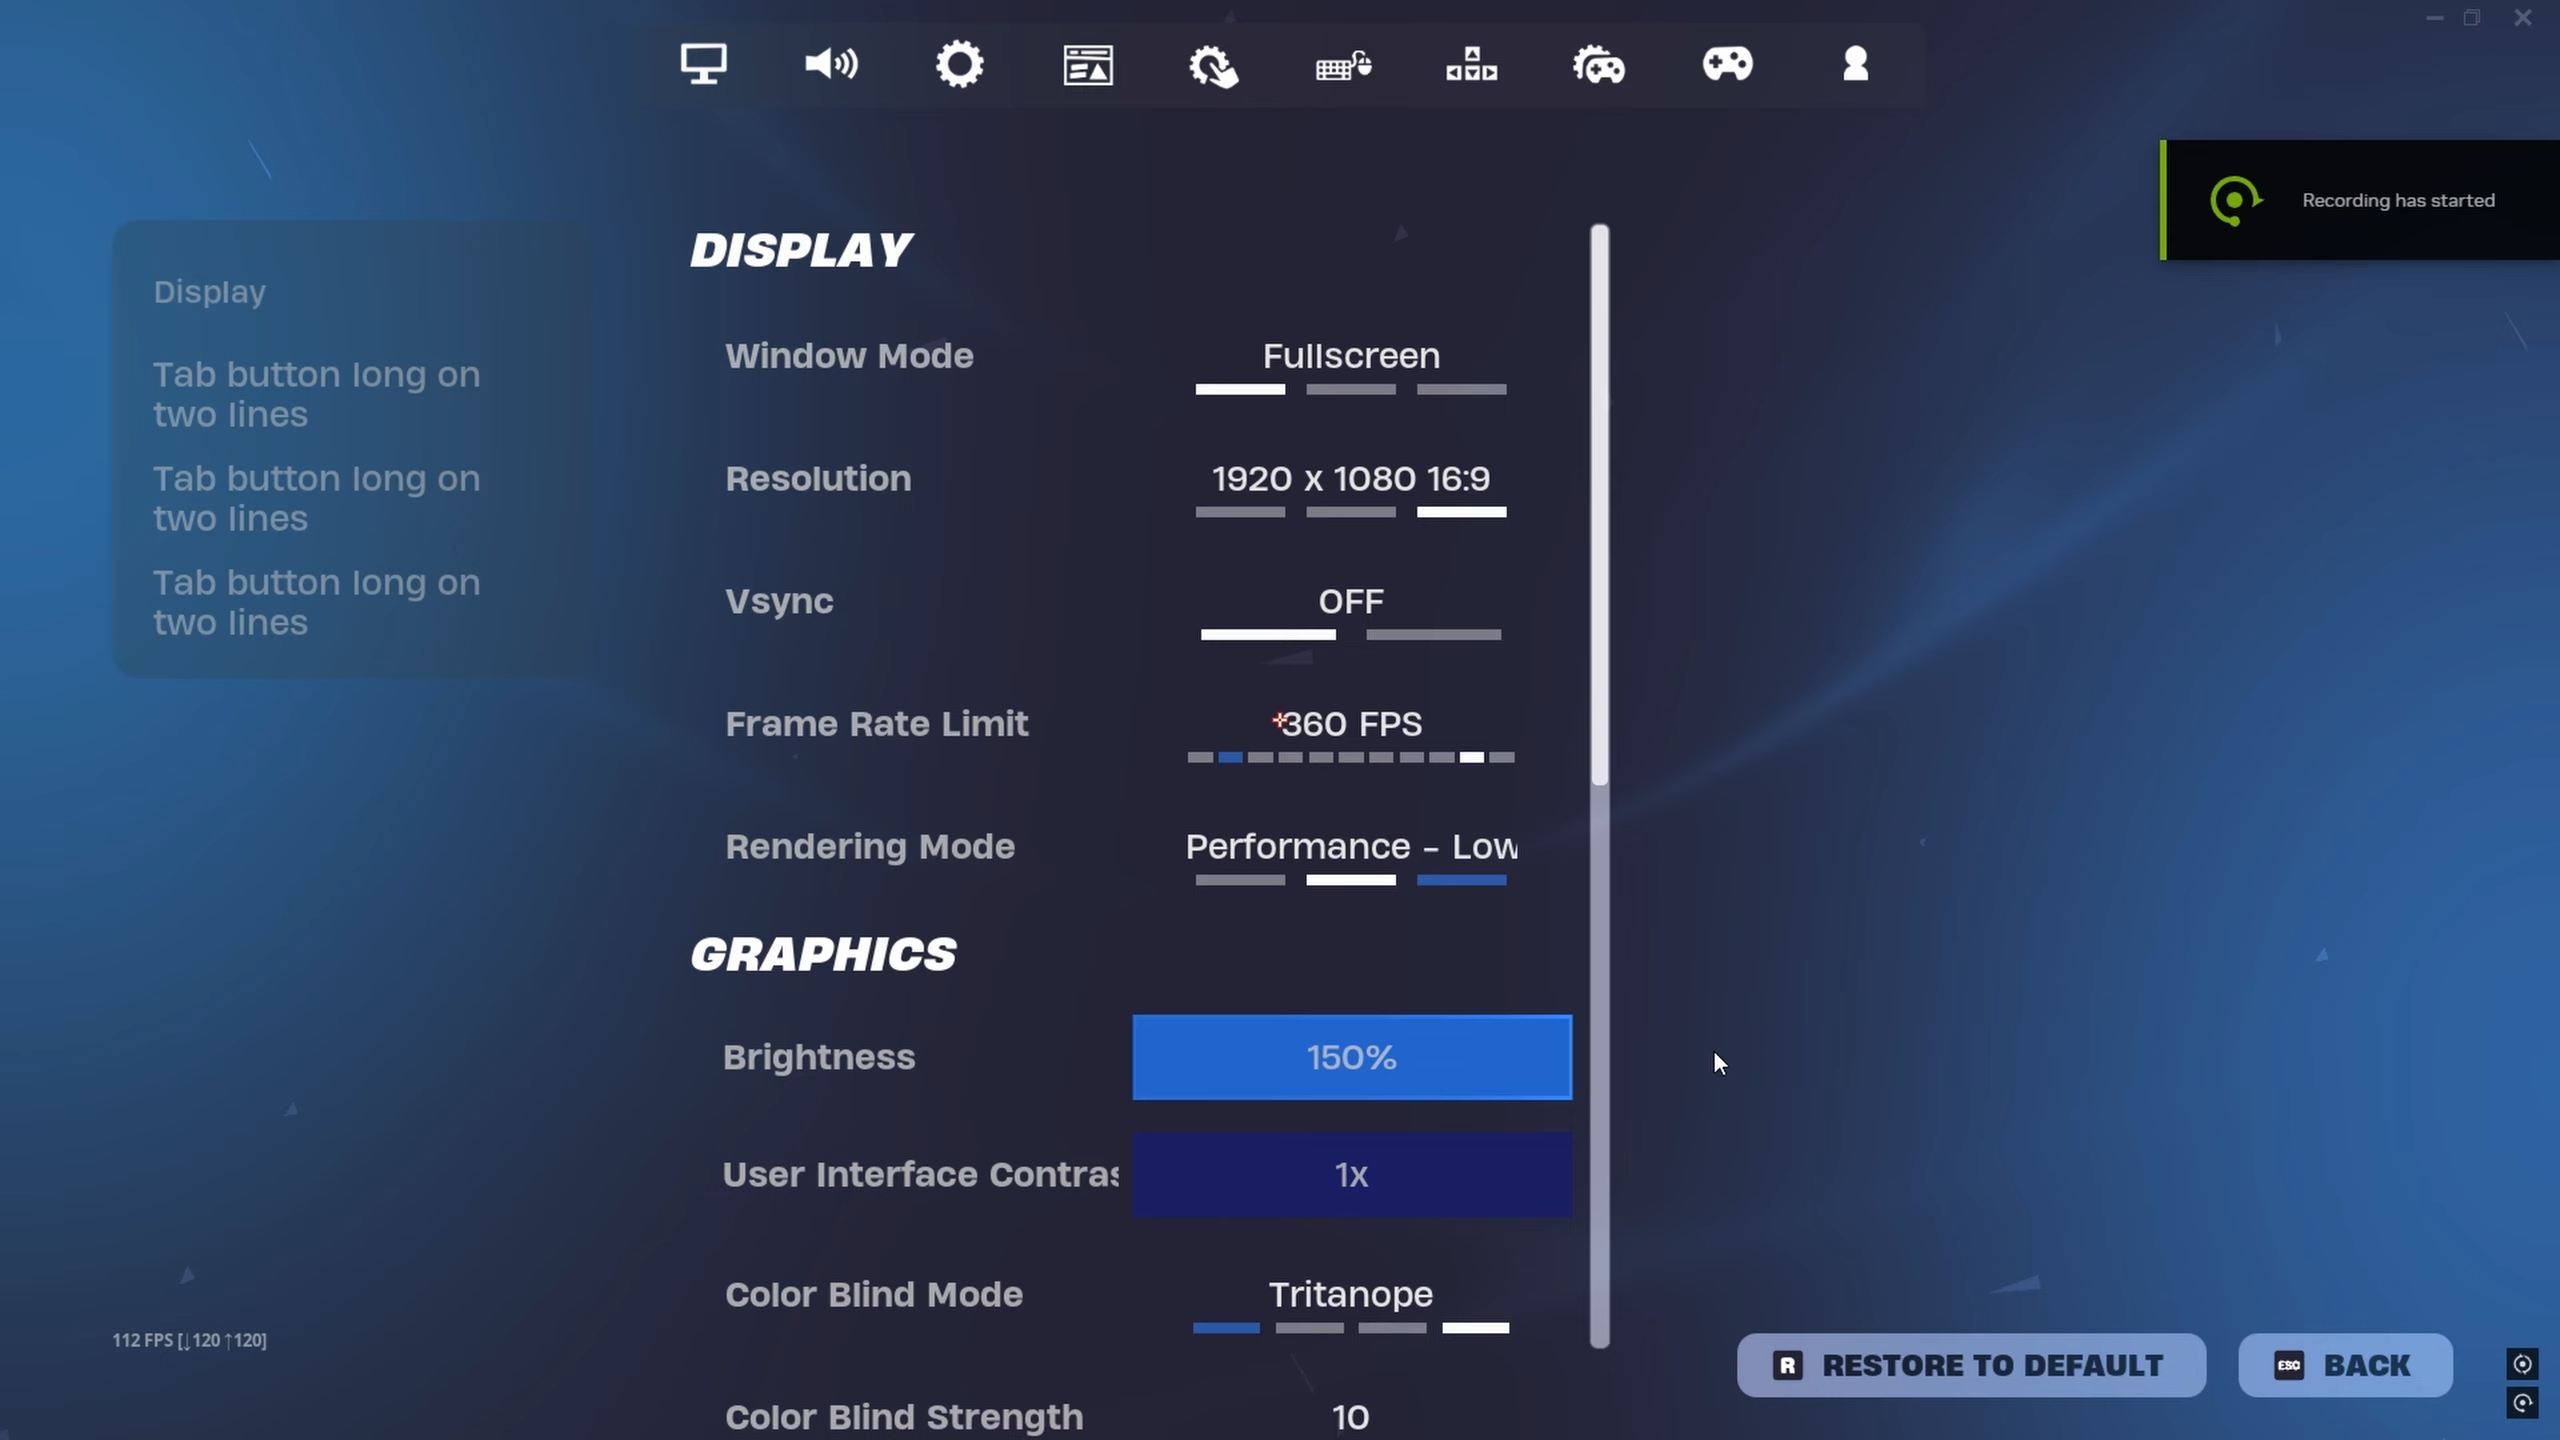 Recording has started
Display
Tab button long on
two lines
Tab button long on
two lines
Tab button long on
two lines
DISPLAY
Window Mode
Fullscreen
Resolution
1920 x 1080 16:9
Vsync
OFF
Frame Rate Limit
360 FPS
Rendering Mode
Performance - Low
GRAPHICS
Brightness
150%
User Interface Contras
1x
Color Blind Mode
Tritanope
Color Blind Strength
10
112 FPS [↓120 ↑120]
R RESTORE TO DEFAULT
ESC BACK